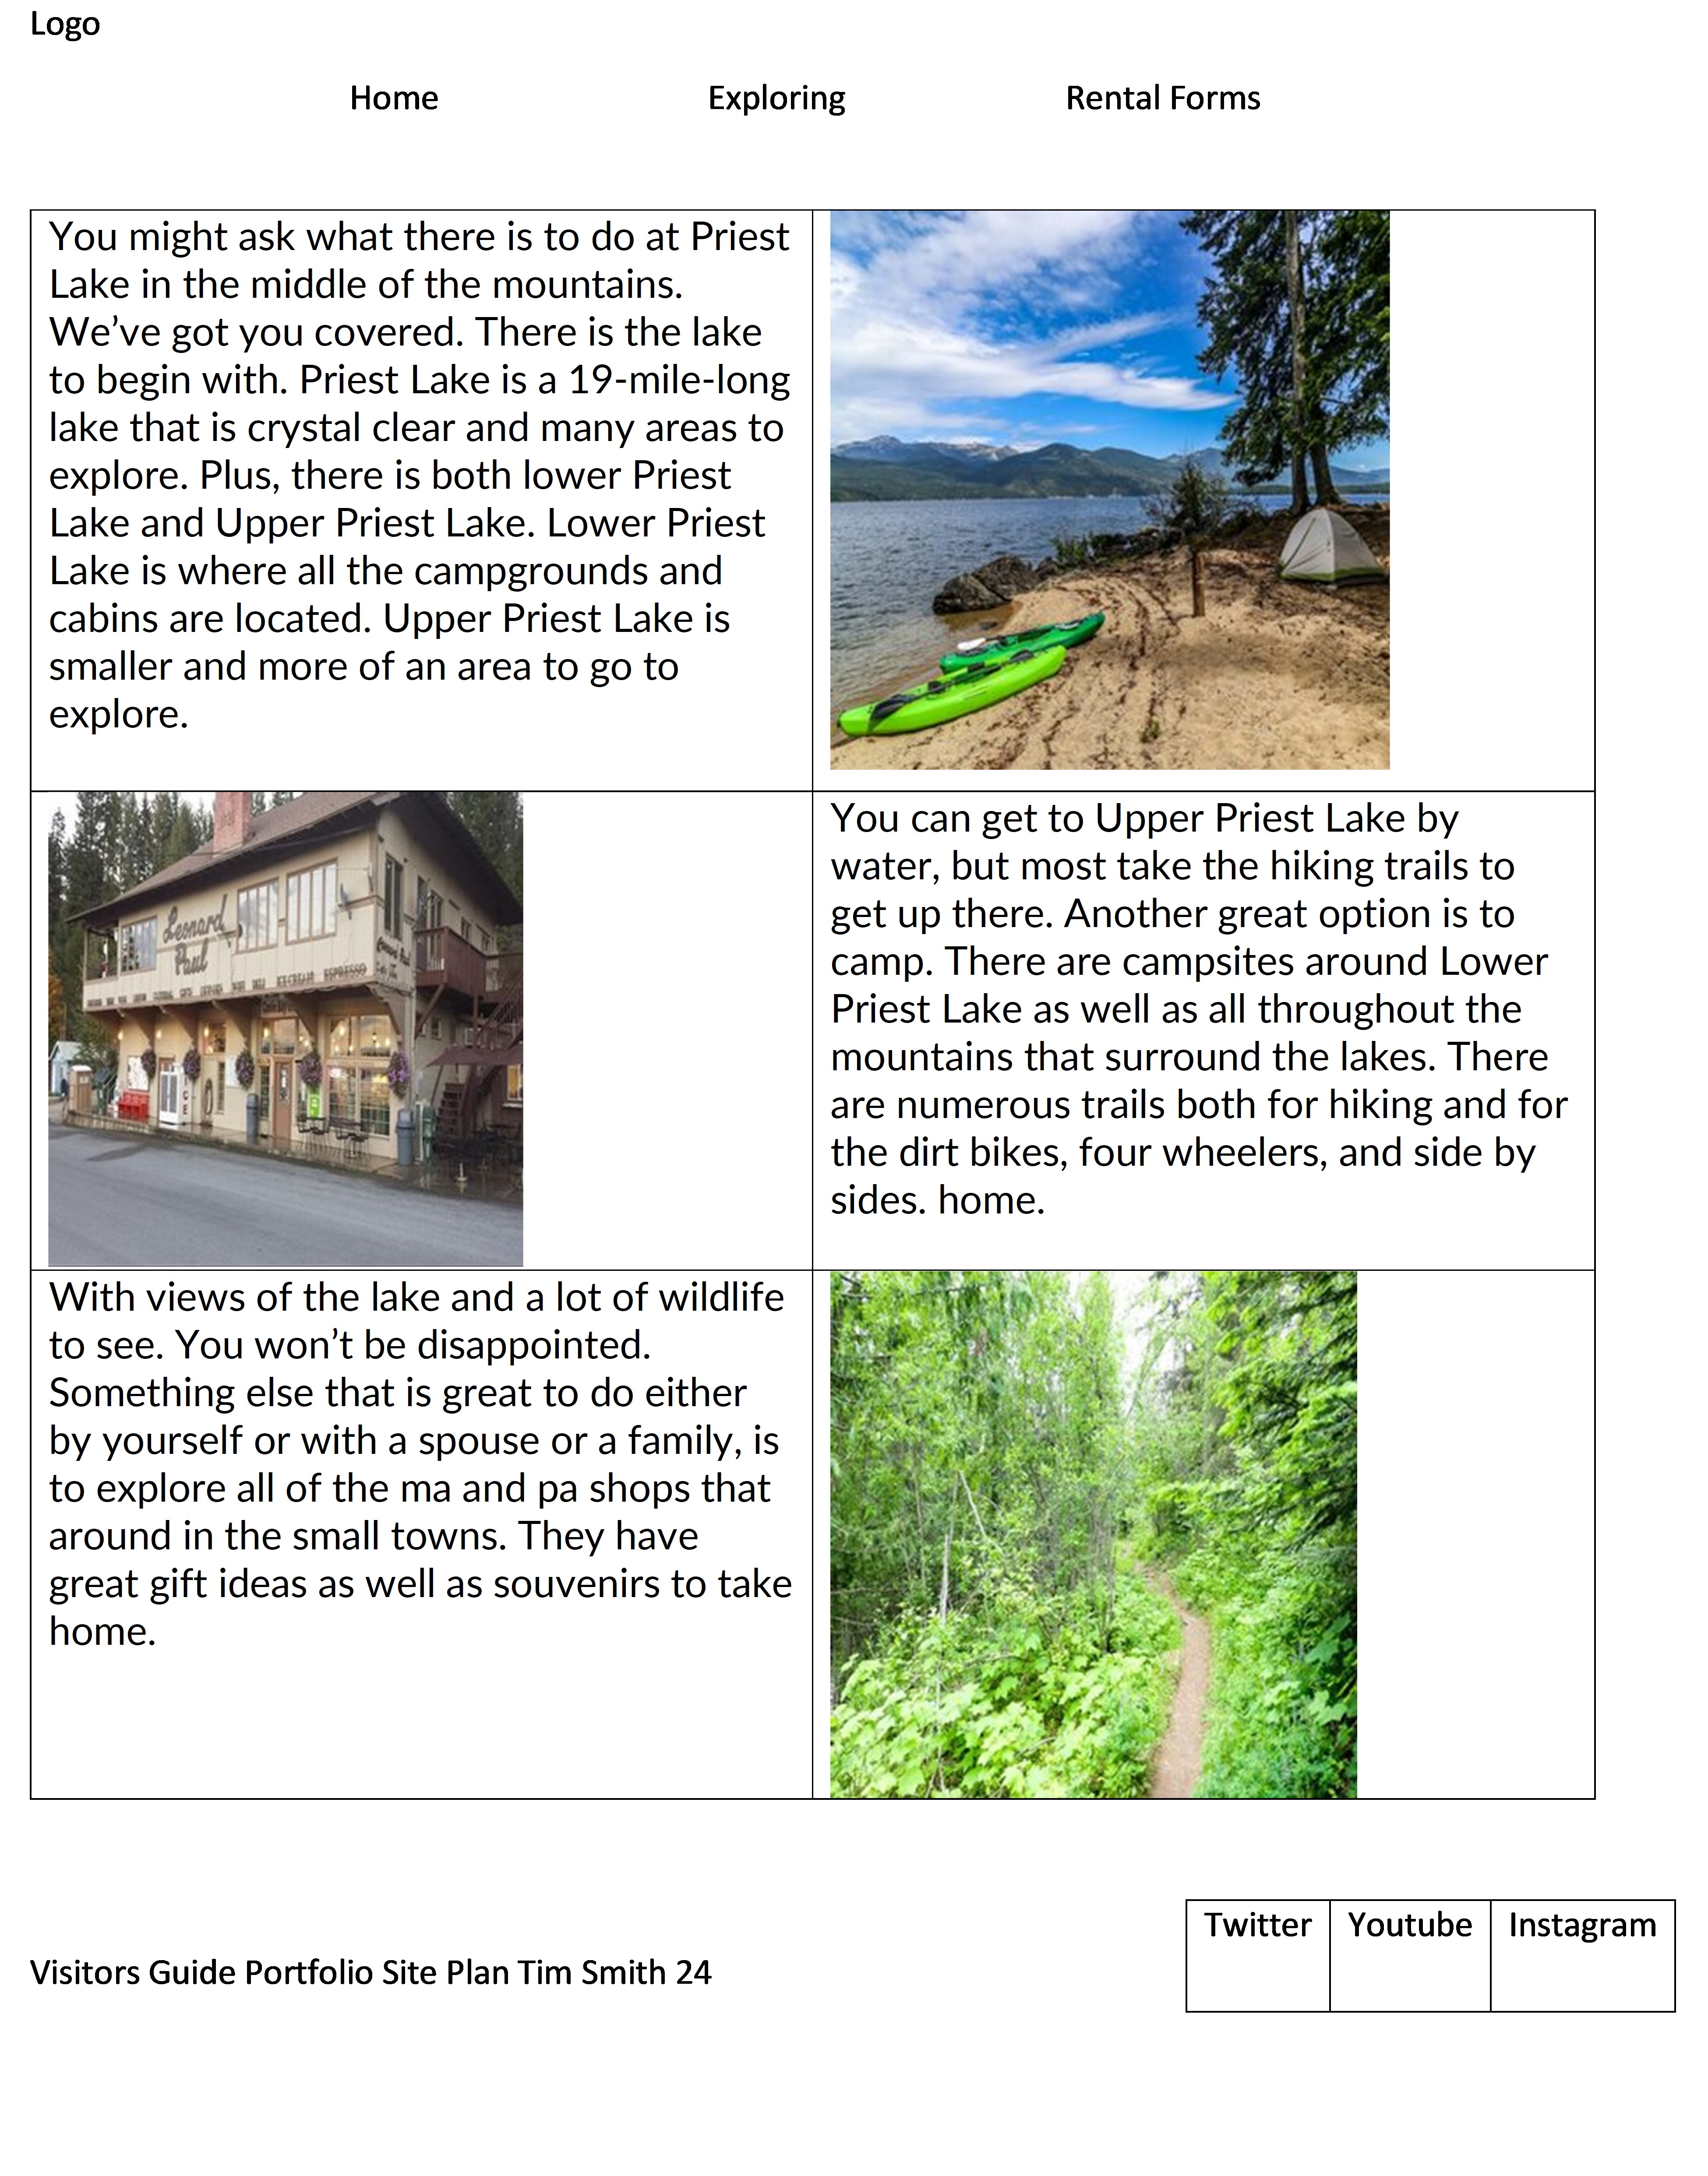 Logo
Home Exploring Rental Forms
You might ask what there is to do at Priest
Lake in the middle of the mountains.
We’ve got you covered. There is the lake
to begin with. Priest Lake is a 19-mile-long
lake that is crystal clear and many areas to
explore. Plus, there is both lower Priest
Lake and Upper Priest Lake. Lower Priest
Lake is where all the campgrounds and
cabins are located. Upper Priest Lake is
smaller and more of an area to go to
explore.
Leonard
Paul
DELI ICE CREAM ESPRESSO
ICE
You can get to Upper Priest Lake by
water, but most take the hiking trails to
get up there. Another great option is to
camp. There are campsites around Lower
Priest Lake as well as all throughout the
mountains that surround the lakes. There
are numerous trails both for hiking and for
the dirt bikes, four wheelers, and side by
sides. home.
With views of the lake and a lot of wildlife
to see. You won’t be disappointed.
Something else that is great to do either
by yourself or with a spouse or a family, is
to explore all of the ma and pa shops that
around in the small towns. They have
great gift ideas as well as souvenirs to take
home.
Twitter Youtube Instagram
Visitors Guide Portfolio Site Plan Tim Smith 24